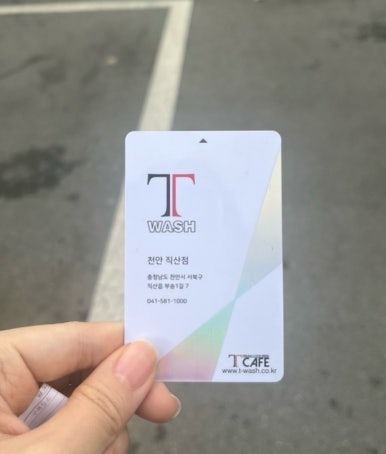 T
WASH
천안 직산점
충청남도 천안시 서북구
직산읍 부송1길 7
041-581-1000
T CAFE
www.t-wash.co.kr